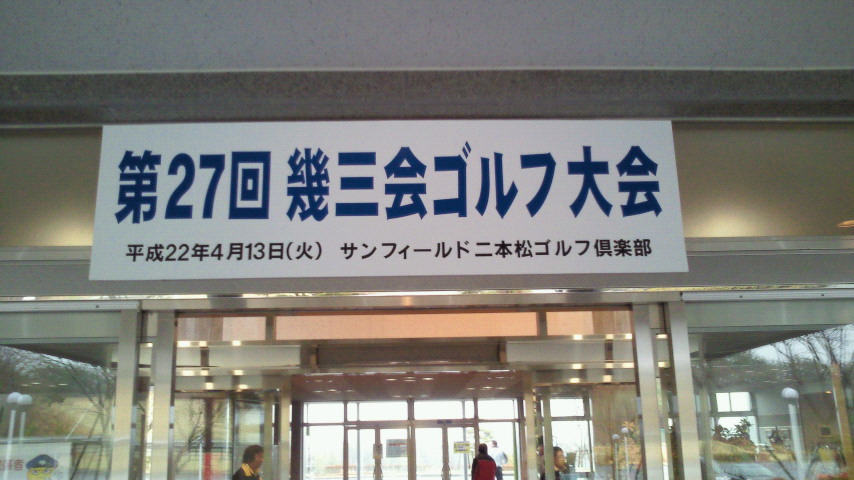 第27回 幾三会ゴルフ大会
平成22年4月13日(火) サンフィールド二本松ゴルフ倶楽部